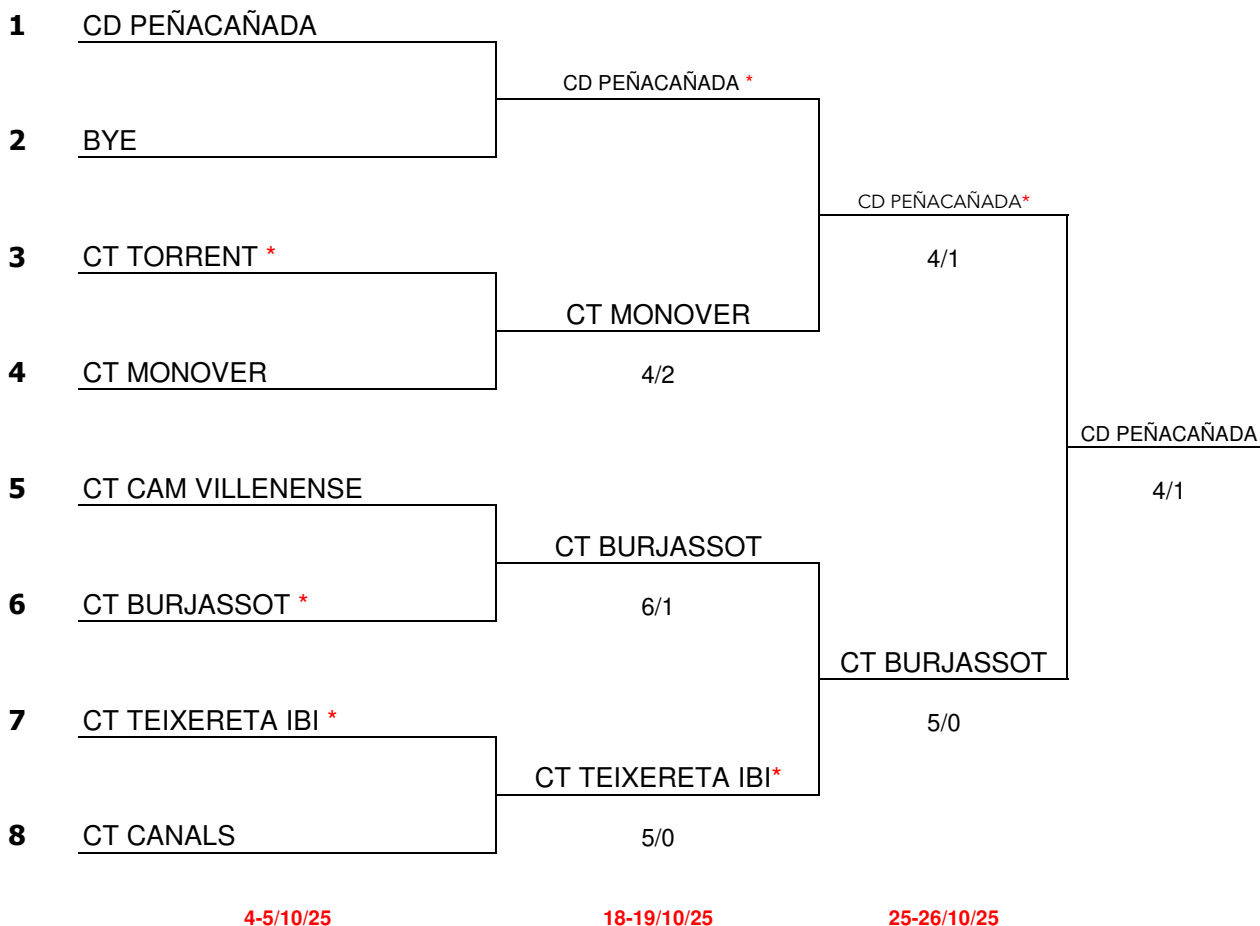 1 CD PEÑACAÑADA
CD PEÑACAÑADA *
2 BYE
CD PEÑACAÑADA*
3 CT TORRENT *
4/1
CT MONOVER
4 CT MONOVER
4/2
CD PEÑACAÑADA
5 CT CAM VILLENENSE
4/1
CT BURJASSOT
6 CT BURJASSOT *
6/1
CT BURJASSOT
7 CT TEIXERETA IBI *
5/0
CT TEIXERETA IBI*
8 CT CANALS
5/0
4-5/10/25 18-19/10/25 25-26/10/25